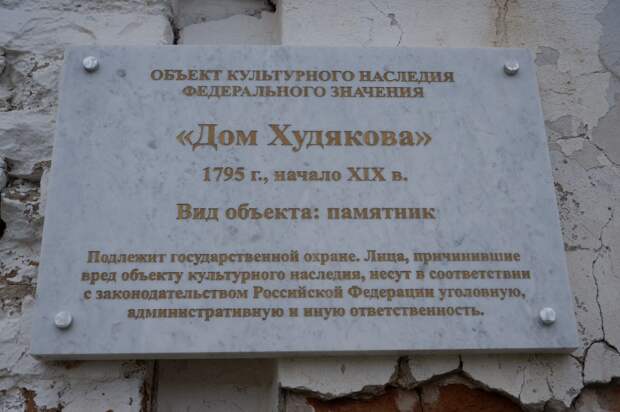 ОБЪЕКТ КУЛЬТУРНОГО НАСЛЕДИЯ
ФЕДЕРАЛЬНОГО ЗНАЧЕНИЯ
«Дом Худякова»
1795 г., начало XIX в.
Вид объекта: памятник
Подлежит государственной охране. Лица, причинившие
вред объекту культурного наследия, несут в соответствии
с законодательством Российской Федерации уголовную,
административную и иную ответственность.